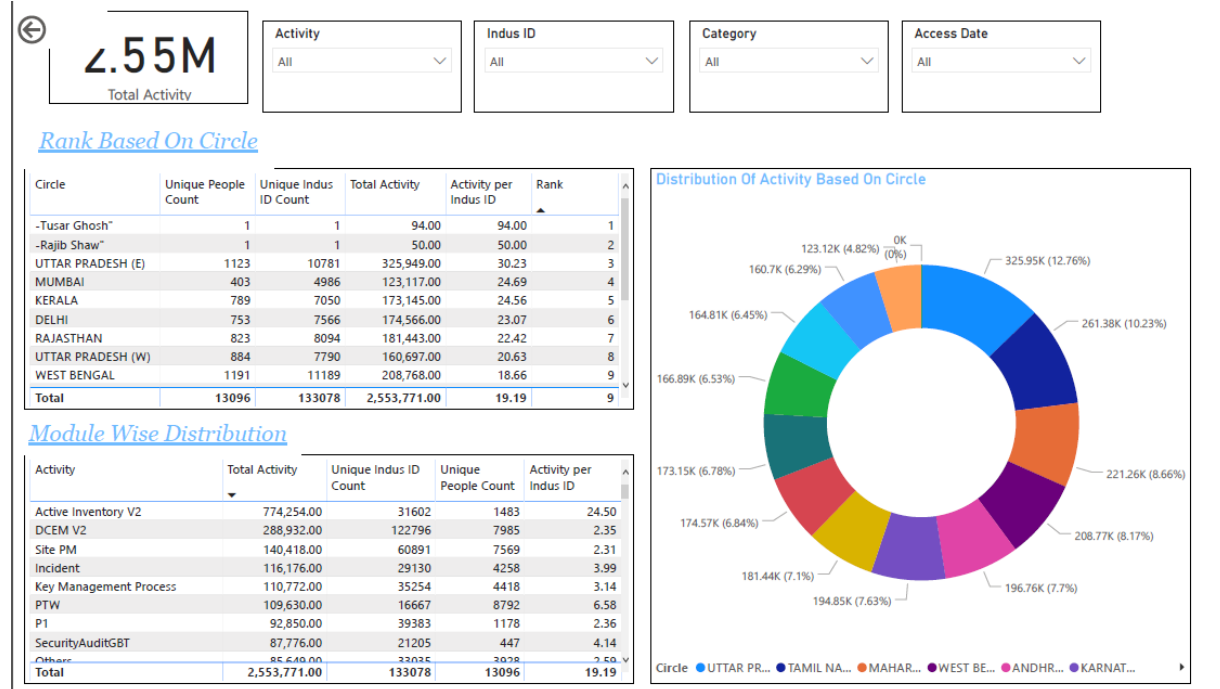 2.55M
Total Activity
Activity
All
Indus ID
All
Category
All
Access Date
All
Rank Based On Circle
Circle Unique People Count Unique Indus ID Count Total Activity Activity per Indus ID Rank
-Tusar Ghosh" 1 1 94.00 94.00 1
-Rajib Shaw" 1 1 50.00 50.00 2
UTTAR PRADESH (E) 1123 10781 325,949.00 30.23 3
MUMBAI 403 4986 123,117.00 24.69 4
KERALA 789 7050 173,145.00 24.56 5
DELHI 753 7566 174,566.00 23.07 6
RAJASTHAN 823 8094 181,443.00 22.42 7
UTTAR PRADESH (W) 884 7790 160,697.00 20.63 8
WEST BENGAL 1191 11189 208,768.00 18.66 9
Total 13096 133078 2,553,771.00 19.19 9
Module Wise Distribution
Activity Total Activity Unique Indus ID Count Unique People Count Activity per Indus ID
Active Inventory V2 774,254.00 31602 1483 24.50
DCEM V2 288,932.00 122796 7985 2.35
Site PM 140,418.00 60891 7569 2.31
Incident 116,176.00 29130 4258 3.99
Key Management Process 110,772.00 35254 4418 3.14
PTW 109,630.00 16667 8792 6.58
P1 92,850.00 39383 1178 2.36
SecurityAuditGBT 87,776.00 21205 447 4.14
Others 85,649.00 33035 3928 2.59
Total 2,553,771.00 133078 13096 19.19
Distribution Of Activity Based On Circle
0K
(0%)
123.12K (4.82%)
325.95K (12.76%)
160.7K (6.29%)
164.81K (6.45%)
261.38K (10.23%)
166.89K (6.53%)
173.15K (6.78%)
221.26K (8.66%)
174.57K (6.84%)
208.77K (8.17%)
181.44K (7.1%)
196.76K (7.7%)
194.85K (7.63%)
Circle UTTAR PR... TAMIL NA... MAHAR... WEST BE... ANDHR... KARNAT...